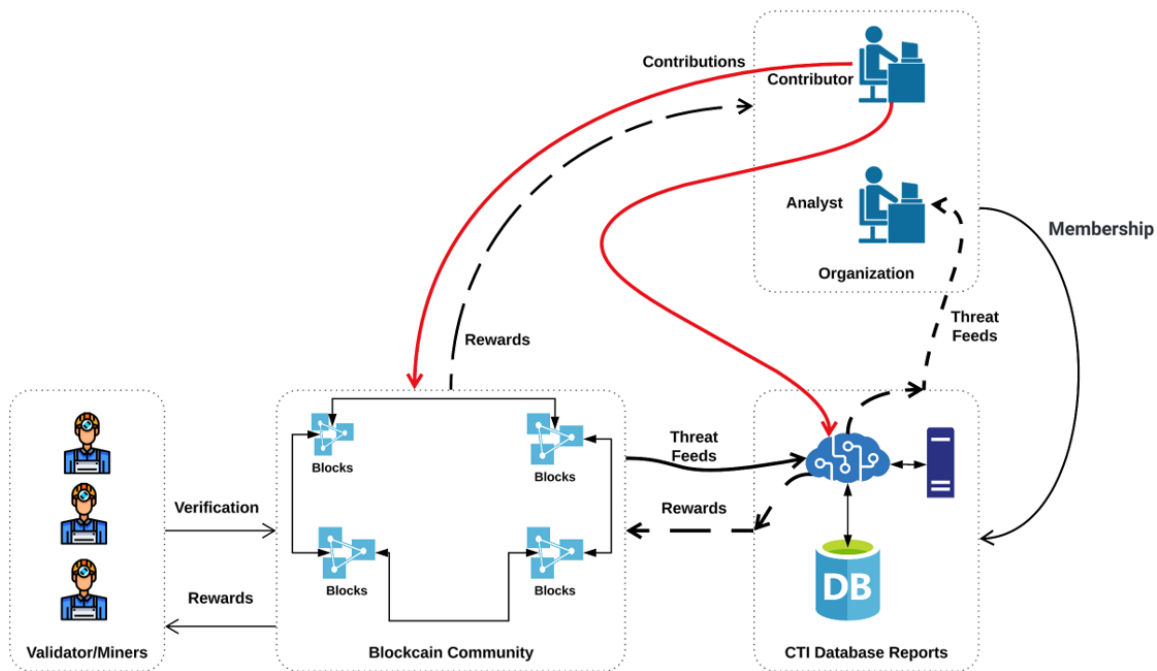 Contributions
Contributor
Analyst
Organization
Membership
Rewards
Threat
Feeds
Blocks
Blocks
Blocks
Blocks
Threat
Feeds
Rewards
Verification
Rewards
DB
Validator/Miners
Blockcain Community
CTI Database Reports